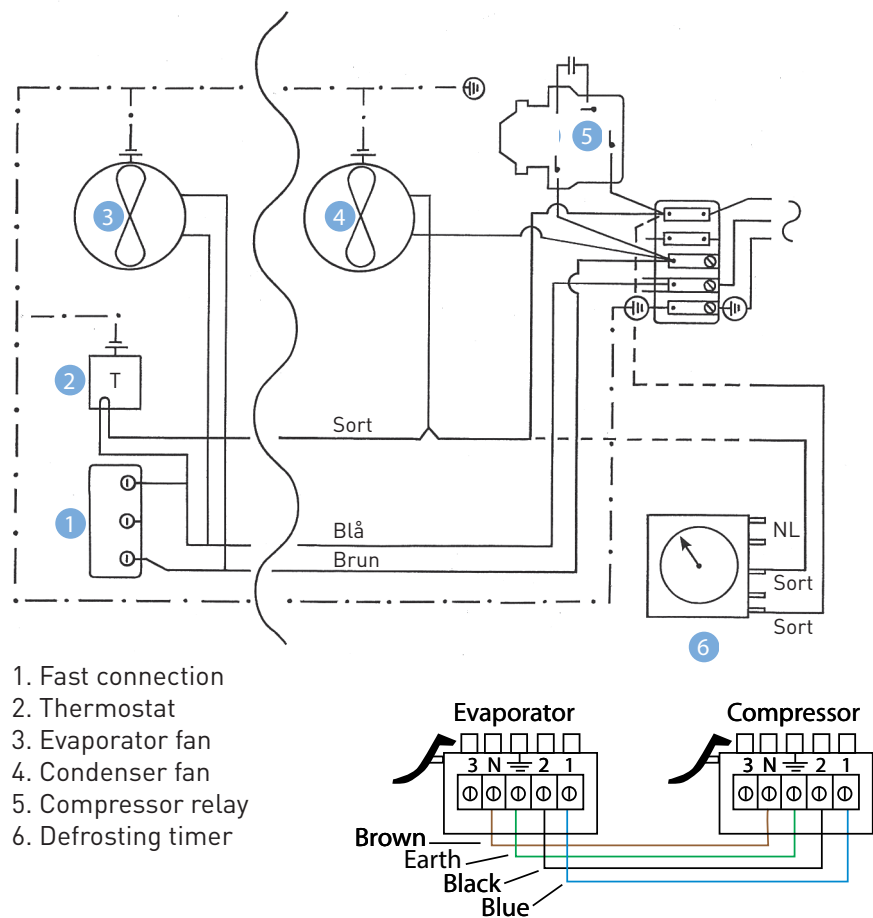 5
3
4
2
T
Sort
1
Blå
Brun
NL
Sort
Sort
6
1. Fast connection
2. Thermostat
3. Evaporator fan
4. Condenser fan
5. Compressor relay
6. Defrosting timer
Evaporator
3 N 2 1
Compressor
3 N 2 1
Brown
Earth
Black
Blue